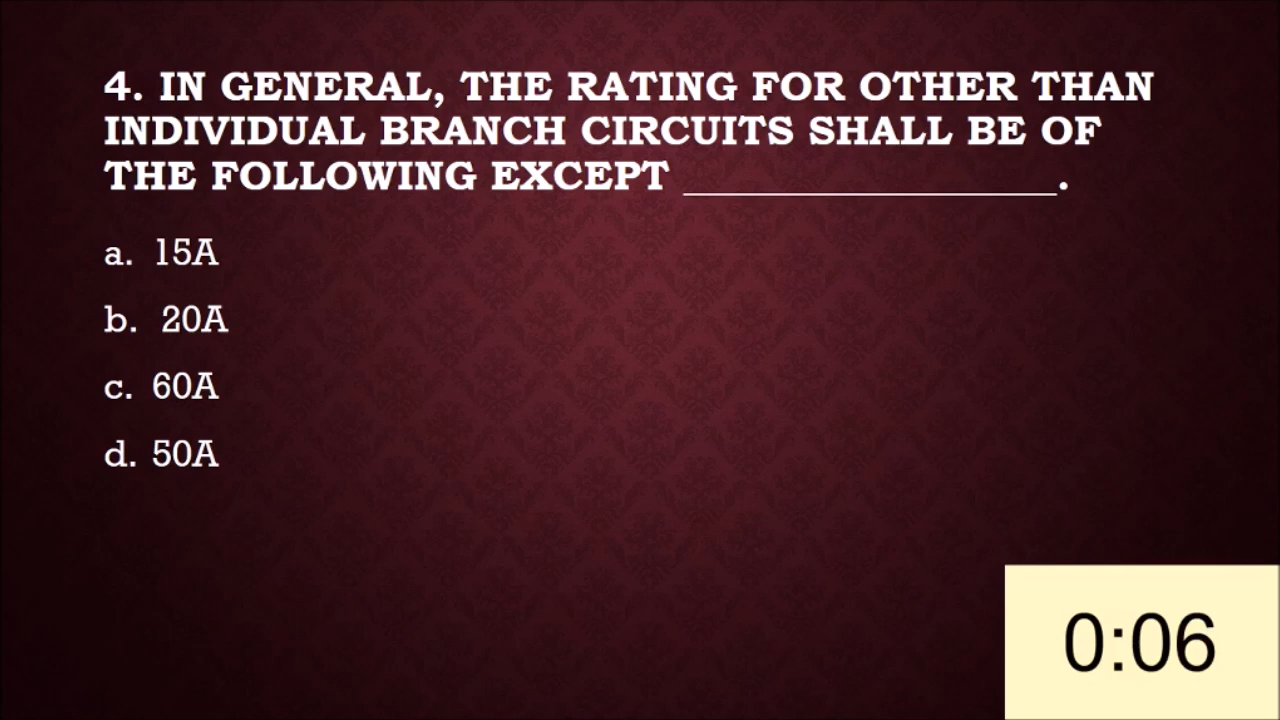 4. IN GENERAL, THE RATING FOR OTHER THAN
INDIVIDUAL BRANCH CIRCUITS SHALL BE OF
THE FOLLOWING EXCEPT __________________.
a. 15A
b. 20A
c. 60A
d. 50A
0:06